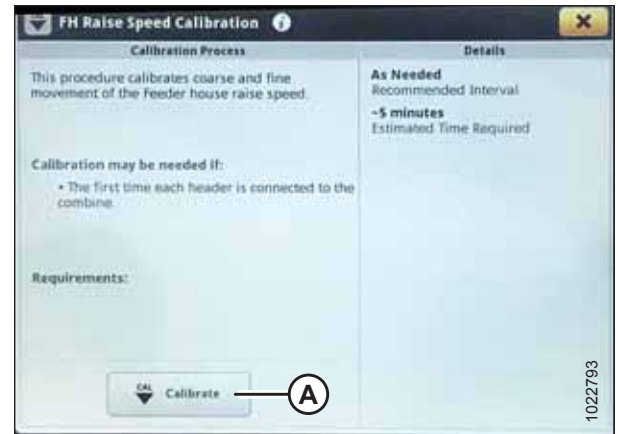 FH Raise Speed Calibration i
Calibration Process
Details
This procedure calibrates coarse and fine
movement of the Feeder house raise speed.
As Needed
Recommended Interval
~5 minutes
Estimated Time Required
Calibration may be needed if:
• The first time each header is connected to the
combine.
Requirements:
CAL
Calibrate
A
1022793